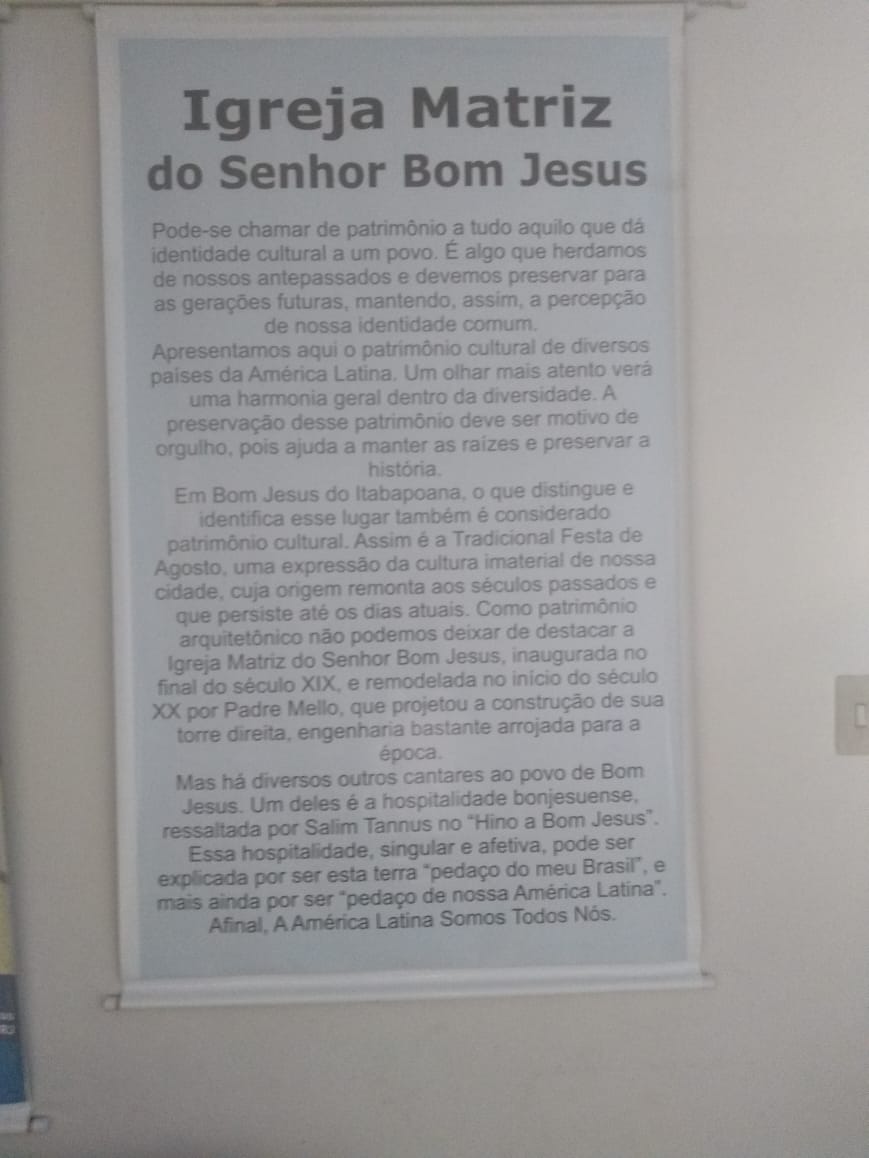 Igreja Matriz
do Senhor Bom Jesus
Pode-se chamar de patrimônio a tudo aquilo que dá
identidade cultural a um povo. É algo que herdamos
de nossos antepassados e devemos preservar para
as gerações futuras, mantendo, assim, a percepção
de nossa identidade comum.
Apresentamos aqui o patrimônio cultural de diversos
países da América Latina. Um olhar mais atento verá
uma harmonia geral dentro da diversidade. A
preservação desse patrimônio deve ser motivo de
orgulho, pois ajuda a manter as raízes e preservar a
história.
Em Bom Jesus do Itabapoana, o que distingue e
identifica esse lugar também é considerado
patrimônio cultural. Assim é a Tradicional Festa de
Agosto, uma expressão da cultura imaterial de nossa
cidade, cuja origem remonta aos séculos passados e
que persiste até os dias atuais. Como patrimônio
arquitetônico não podemos deixar de destacar a
Igreja Matriz do Senhor Bom Jesus, inaugurada no
final do século XIX, e remodelada no início do século
XX por Padre Mello, que projetou a construção de sua
torre direita, engenharia bastante arrojada para a
época.
Mas há diversos outros cantares ao povo de Bom
Jesus. Um deles é a hospitalidade bonjesuense,
ressaltada por Salim Tannus no “Hino a Bom Jesus”.
Essa hospitalidade, singular e afetiva, pode ser
explicada por ser esta terra “pedaço do meu Brasil”, e
mais ainda por ser “pedaço de nossa América Latina”.
Afinal, A América Latina Somos Todos Nós.